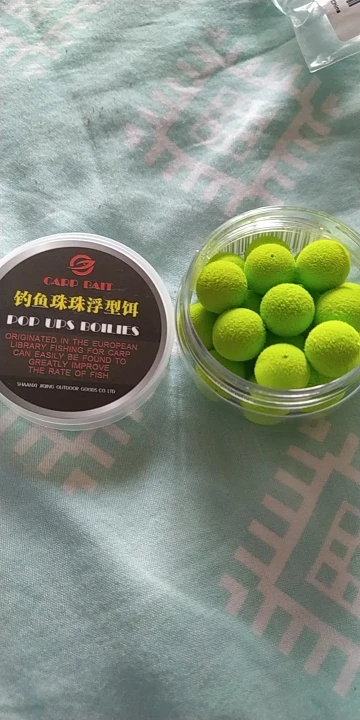 CARP BAIT
钓鱼珠珠浮型饵
POP UPS BOILIES
ORIGINATED IN THE EUROPEAN
LIBRARY FISHING FOR CARP
CAN EASILY BE FOUND TO
GREATLY IMPROVE
THE RATE OF FISH
SHAANXI JIQING OUTDOOR GOODS CO LTD